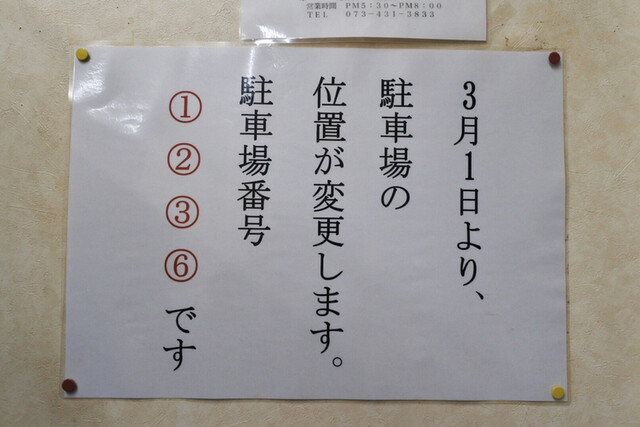 営業時間 PM5:30～PM8:00
TEL 073-431-3833
3月1日より、
駐車場の
位置が変更します。
駐車場番号
①②③⑥です